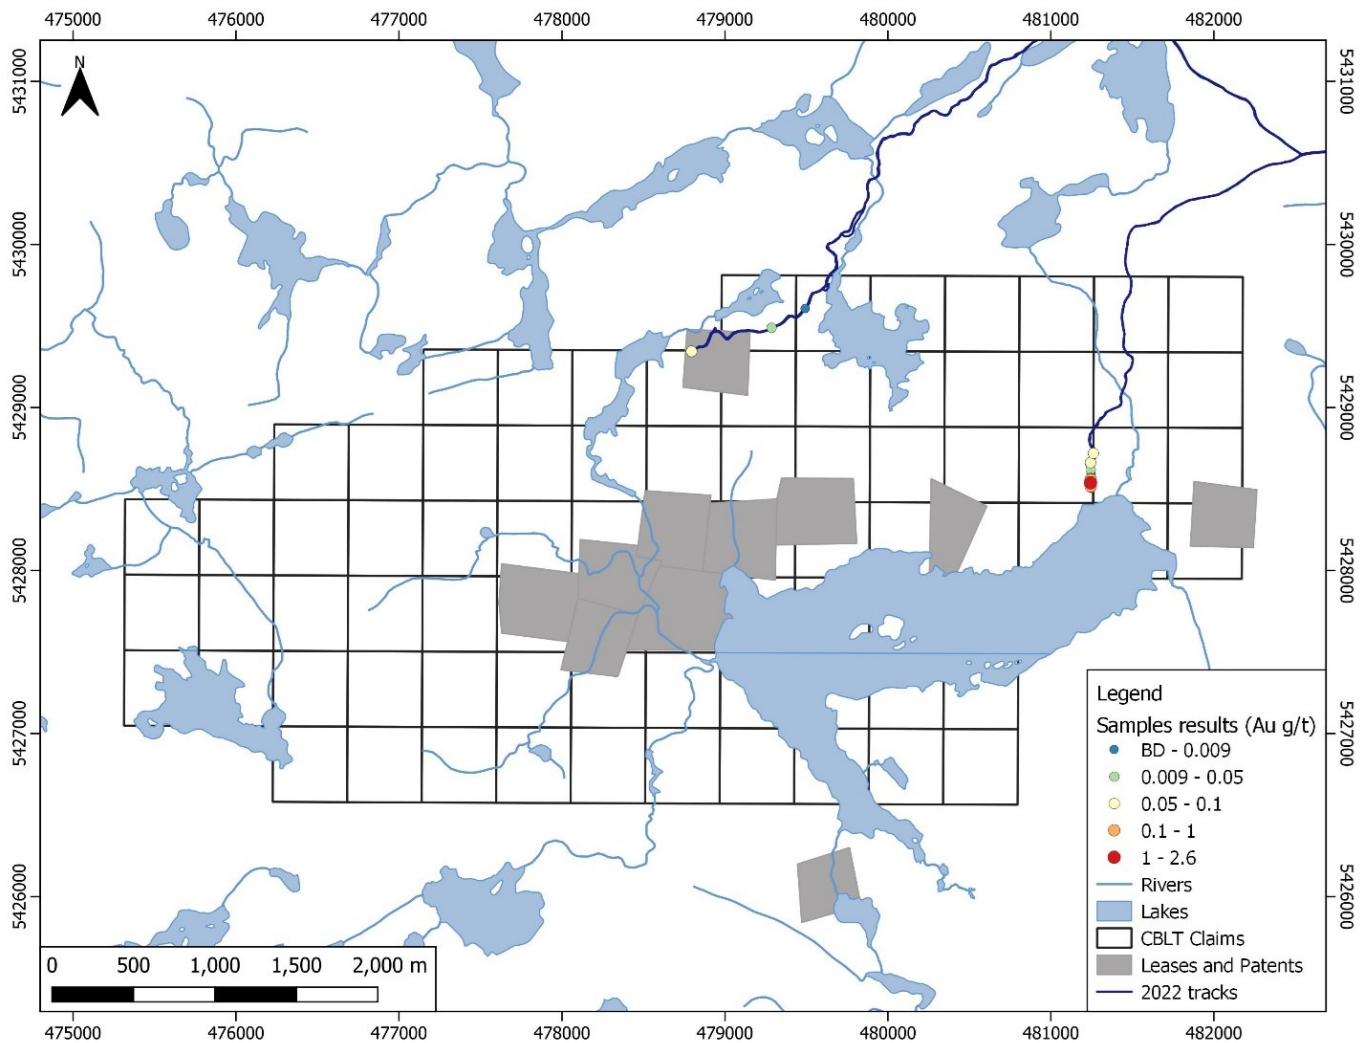 475000 476000 477000 478000 479000 480000 481000 482000
N
5431000 5431000
5430000 5430000
5429000 5429000
5428000 5428000
5427000 5427000
5426000 5426000
Legend
Samples results (Au g/t)
BD - 0.009
0.009 - 0.05
0.05 - 0.1
0.1 - 1
1 - 2.6
Rivers
Lakes
CBLT Claims
Leases and Patents
2022 tracks
0 500 1,000 1,500 2,000 m
475000 476000 477000 478000 479000 480000 481000 482000